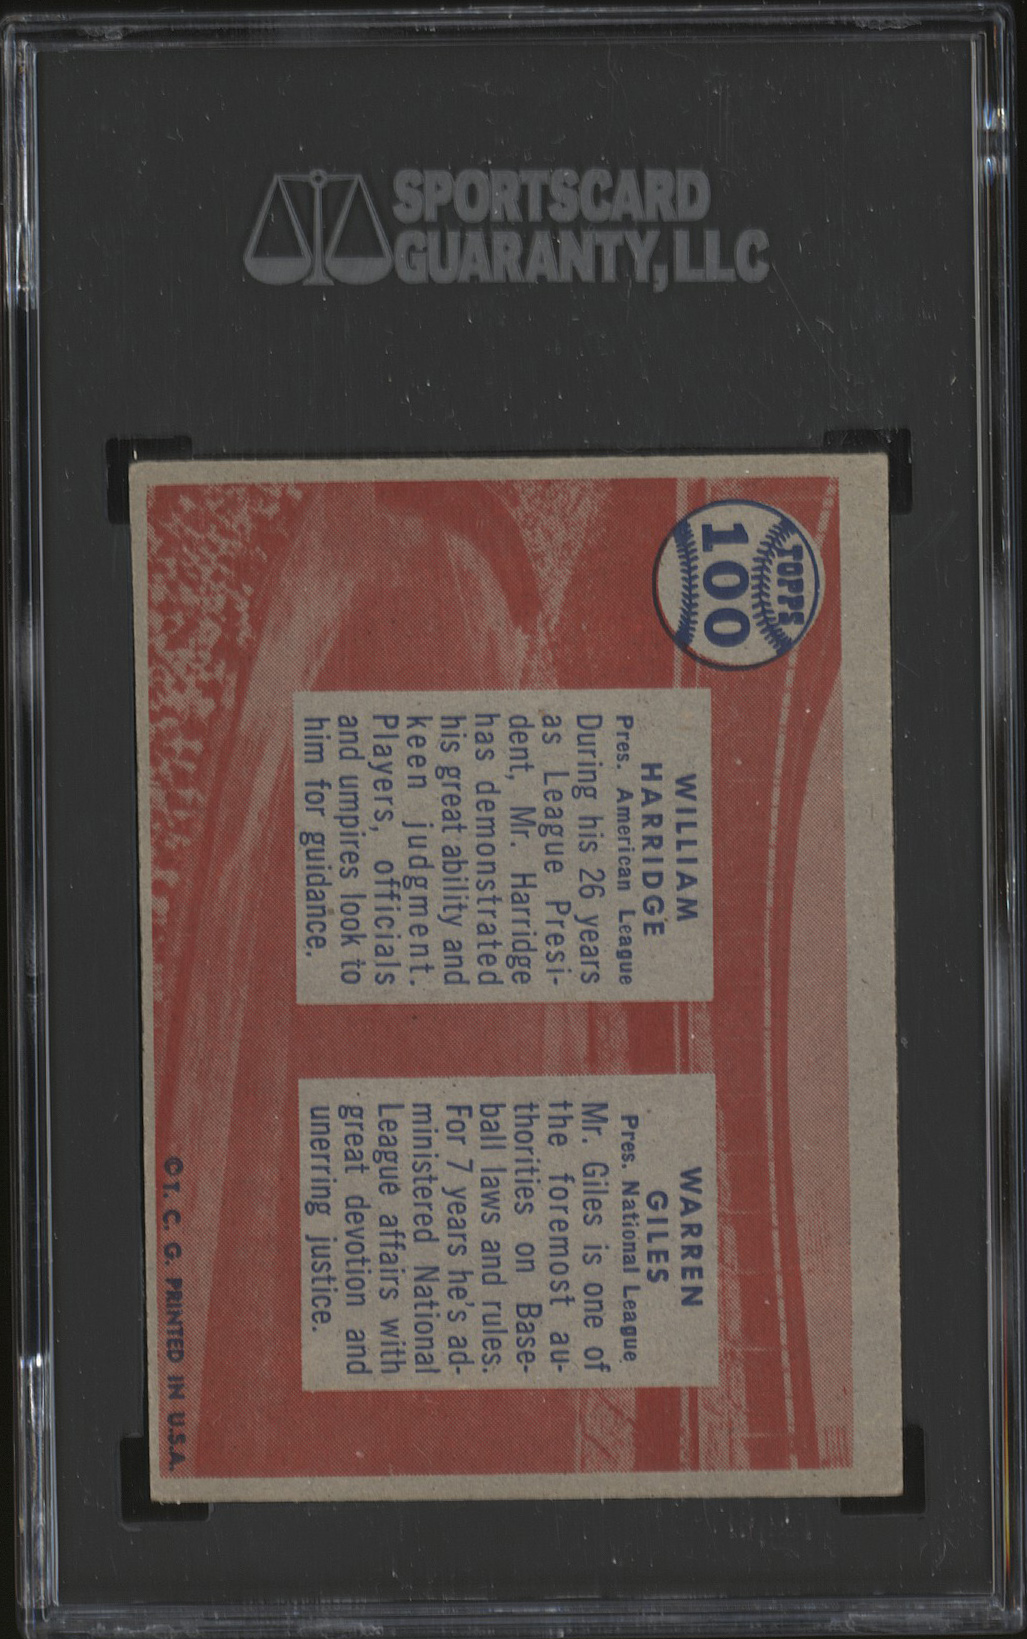 SPORTSCARD
GUARANTY, LLC
TOPPS
100
WILLIAM
HARRIDGE
Pres. American League
During his 26 years
as League Presi-
dent, Mr. Harridge
has demonstrated
his great ability and
keen judgment.
Players, officials
and umpires look to
him for guidance.
WARREN
GILES
Pres. National League
Mr. Giles is one of
the foremost au-
thorities on Base-
ball laws and rules.
For 7 years he's ad-
ministered National
League affairs with
great devotion and
unerring justice.
©T. C. G. PRINTED IN U.S.A.